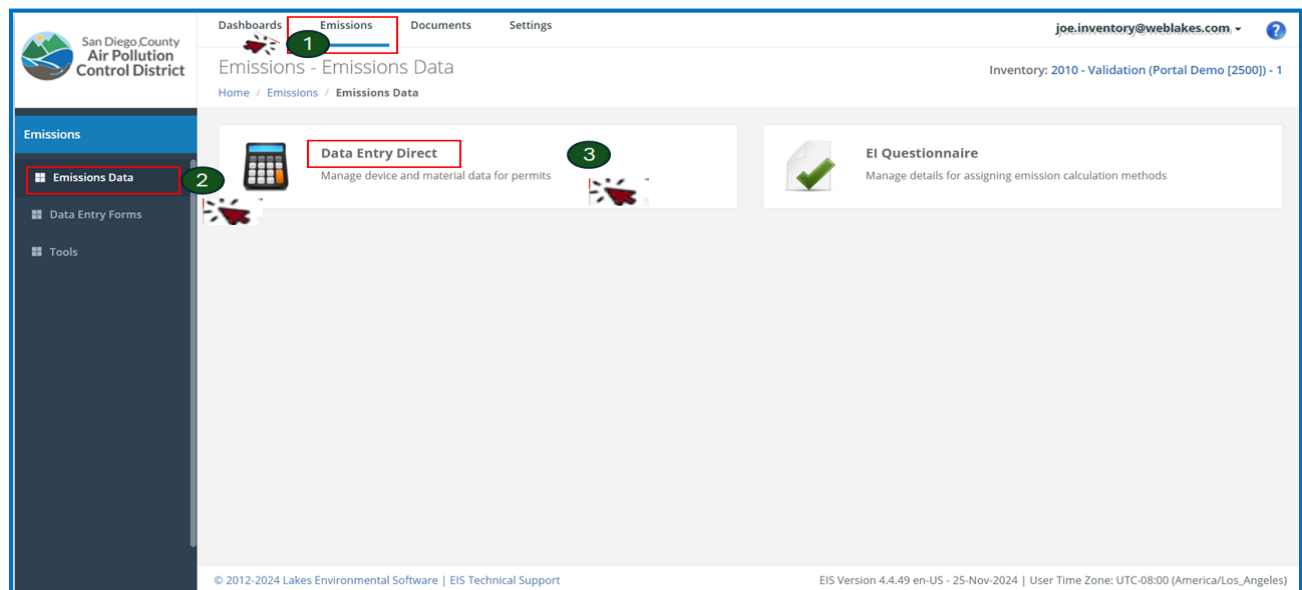 San Diego County
Air Pollution
Control District
Dashboards Emissions Documents Settings
joe.inventory@weblakes.com
?
1
Emissions - Emissions Data
Inventory: 2010 - Validation (Portal Demo [2500]) - 1
Home / Emissions / Emissions Data
Emissions
Emissions Data
2
Data Entry Forms
Tools
Data Entry Direct
Manage device and material data for permits
3
EI Questionnaire
Manage details for assigning emission calculation methods
© 2012-2024 Lakes Environmental Software | EIS Technical Support
EIS Version 4.4.49 en-US - 25-Nov-2024 | User Time Zone: UTC-08:00 (America/Los_Angeles)